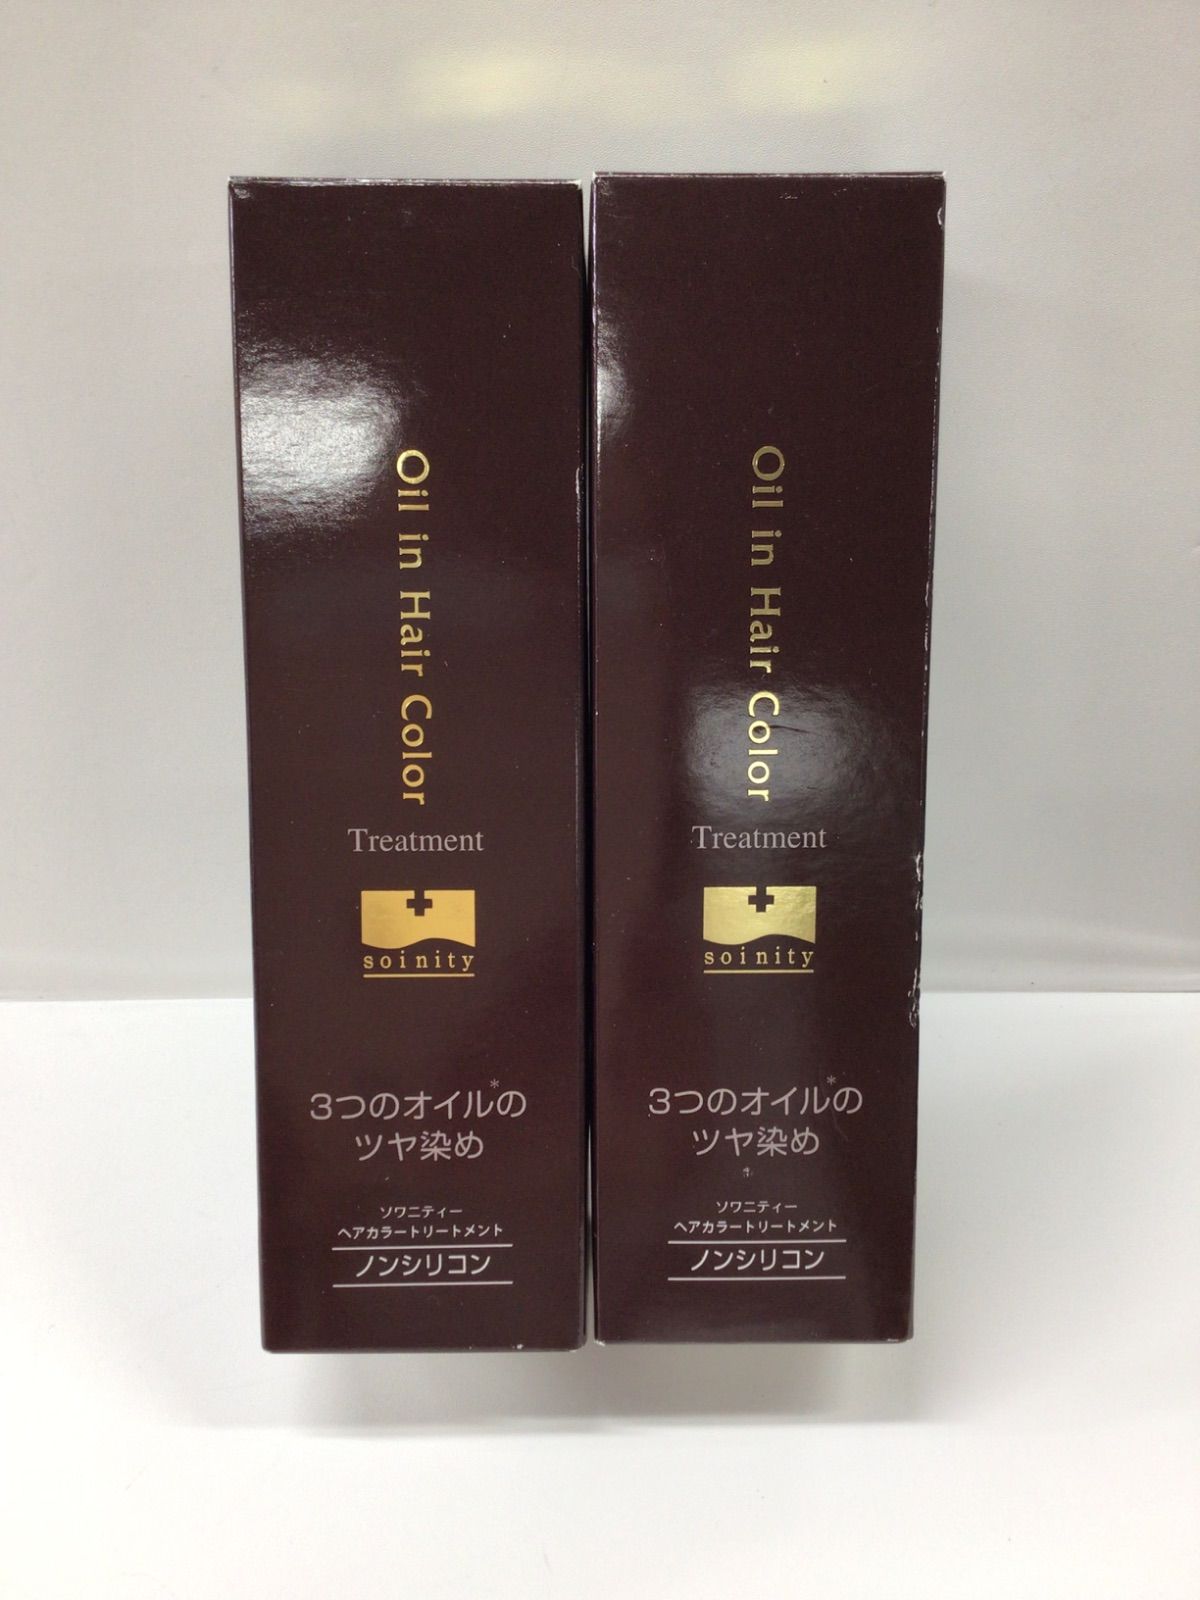 Oil in Hair Color
Treatment
soinity
3つのオイル*の
ツヤ染め
ソワニティー
ヘアカラートリートメント
ノンシリコン
Oil in Hair Color
Treatment
soinity
3つのオイル*の
ツヤ染め
ソワニティー
ヘアカラートリートメント
ノンシリコン